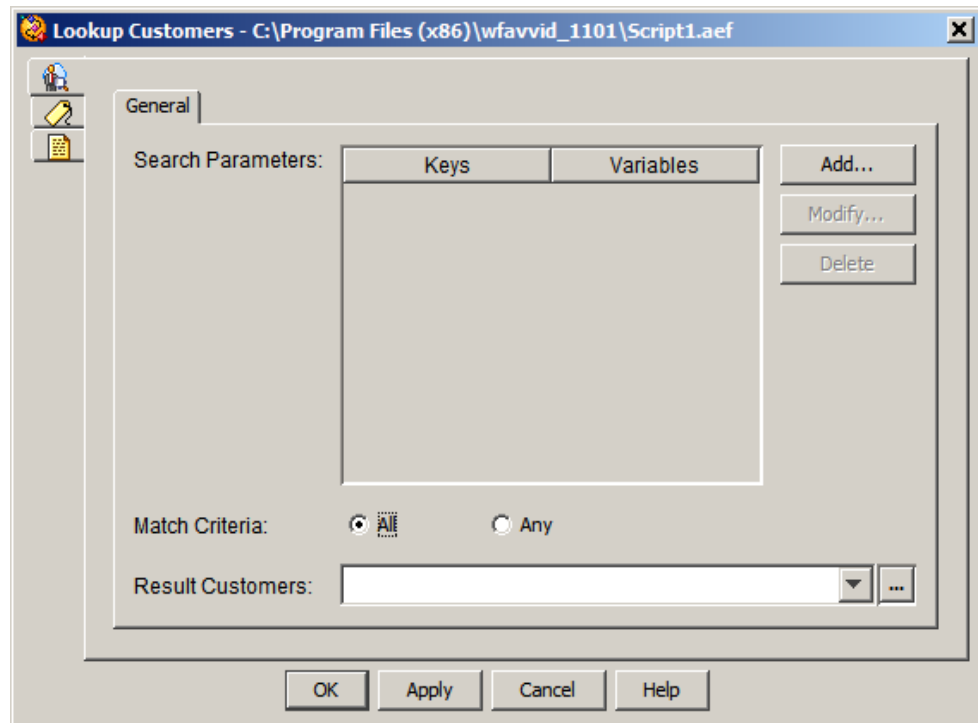 Lookup Customers - C:\Program Files (x86)\wfavvid_1101\Script1.aef
General
Search Parameters:
Keys Variables
Add...
Modify...
Delete
Match Criteria: All Any
Result Customers: ...
OK Apply Cancel Help